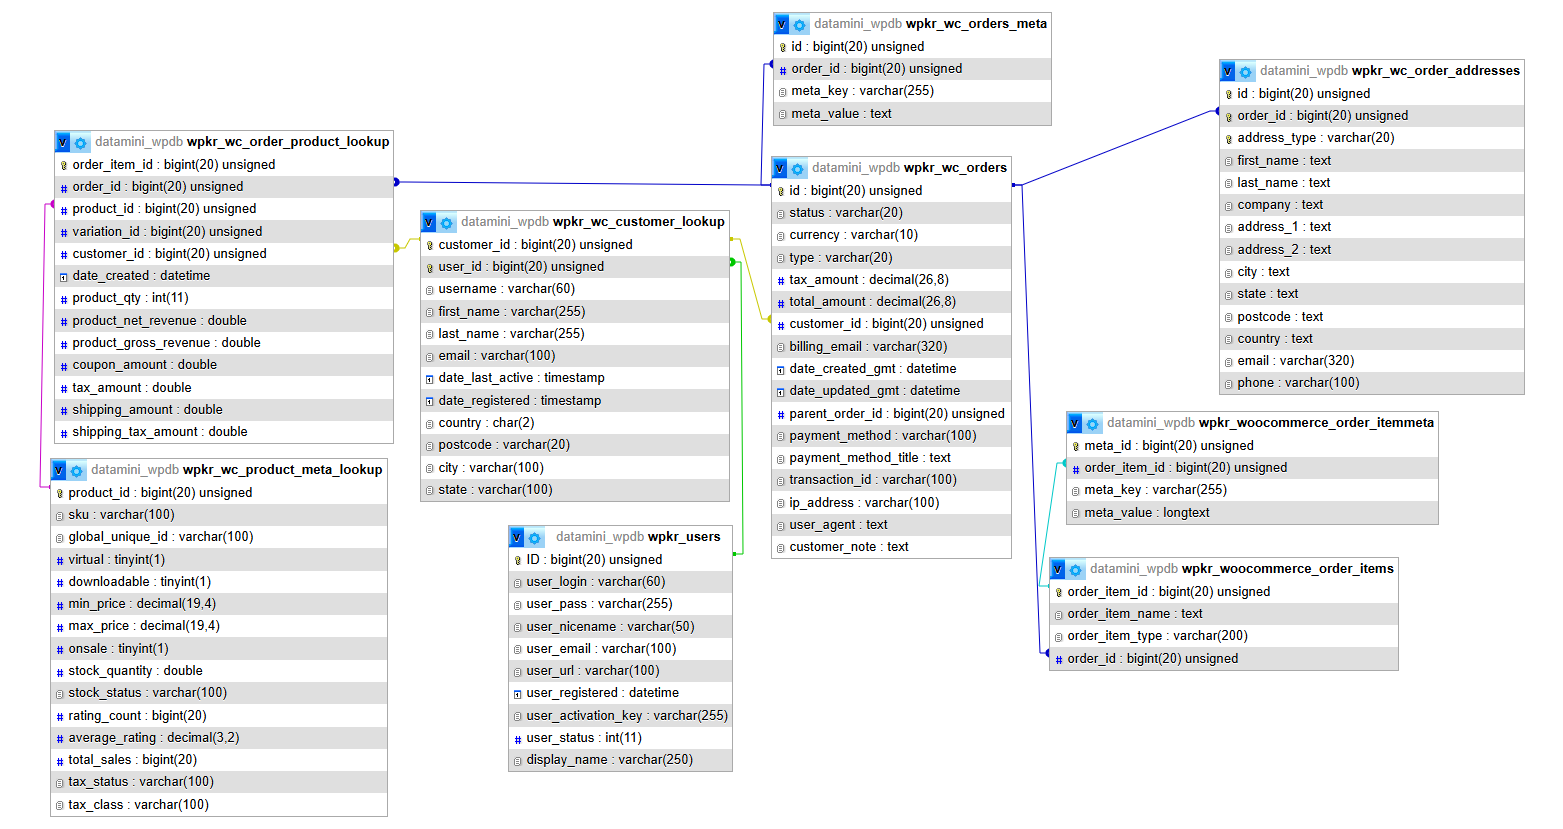 datamini_wpdb wpkr_wc_orders_meta
id : bigint(20) unsigned
order_id : bigint(20) unsigned
meta_key : varchar(255)
meta_value : text
datamini_wpdb wpkr_wc_order_addresses
id : bigint(20) unsigned
order_id : bigint(20) unsigned
address_type : varchar(20)
first_name : text
last_name : text
company : text
address_1 : text
address_2 : text
city : text
state : text
postcode : text
country : text
email : varchar(320)
phone : varchar(100)
datamini_wpdb wpkr_wc_order_product_lookup
order_item_id : bigint(20) unsigned
order_id : bigint(20) unsigned
product_id : bigint(20) unsigned
variation_id : bigint(20) unsigned
customer_id : bigint(20) unsigned
date_created : datetime
product_qty : int(11)
product_net_revenue : double
product_gross_revenue : double
coupon_amount : double
tax_amount : double
shipping_amount : double
shipping_tax_amount : double
datamini_wpdb wpkr_wc_orders
id : bigint(20) unsigned
status : varchar(20)
currency : varchar(10)
type : varchar(20)
tax_amount : decimal(26,8)
total_amount : decimal(26,8)
customer_id : bigint(20) unsigned
billing_email : varchar(320)
date_created_gmt : datetime
date_updated_gmt : datetime
parent_order_id : bigint(20) unsigned
payment_method : varchar(100)
payment_method_title : text
transaction_id : varchar(100)
ip_address : varchar(100)
user_agent : text
customer_note : text
datamini_wpdb wpkr_wc_customer_lookup
customer_id : bigint(20) unsigned
user_id : bigint(20) unsigned
username : varchar(60)
first_name : varchar(255)
last_name : varchar(255)
email : varchar(100)
date_last_active : timestamp
date_registered : timestamp
country : char(2)
postcode : varchar(20)
city : varchar(100)
state : varchar(100)
datamini_wpdb wpkr_woocommerce_order_itemmeta
meta_id : bigint(20) unsigned
order_item_id : bigint(20) unsigned
meta_key : varchar(255)
meta_value : longtext
datamini_wpdb wpkr_wc_product_meta_lookup
product_id : bigint(20) unsigned
sku : varchar(100)
global_unique_id : varchar(100)
virtual : tinyint(1)
downloadable : tinyint(1)
min_price : decimal(19,4)
max_price : decimal(19,4)
onsale : tinyint(1)
stock_quantity : double
stock_status : varchar(100)
rating_count : bigint(20)
average_rating : decimal(3,2)
total_sales : bigint(20)
tax_status : varchar(100)
tax_class : varchar(100)
datamini_wpdb wpkr_users
ID : bigint(20) unsigned
user_login : varchar(60)
user_pass : varchar(255)
user_nicename : varchar(50)
user_email : varchar(100)
user_url : varchar(100)
user_registered : datetime
user_activation_key : varchar(255)
user_status : int(11)
display_name : varchar(250)
datamini_wpdb wpkr_woocommerce_order_items
order_item_id : bigint(20) unsigned
order_item_name : text
order_item_type : varchar(200)
order_id : bigint(20) unsigned